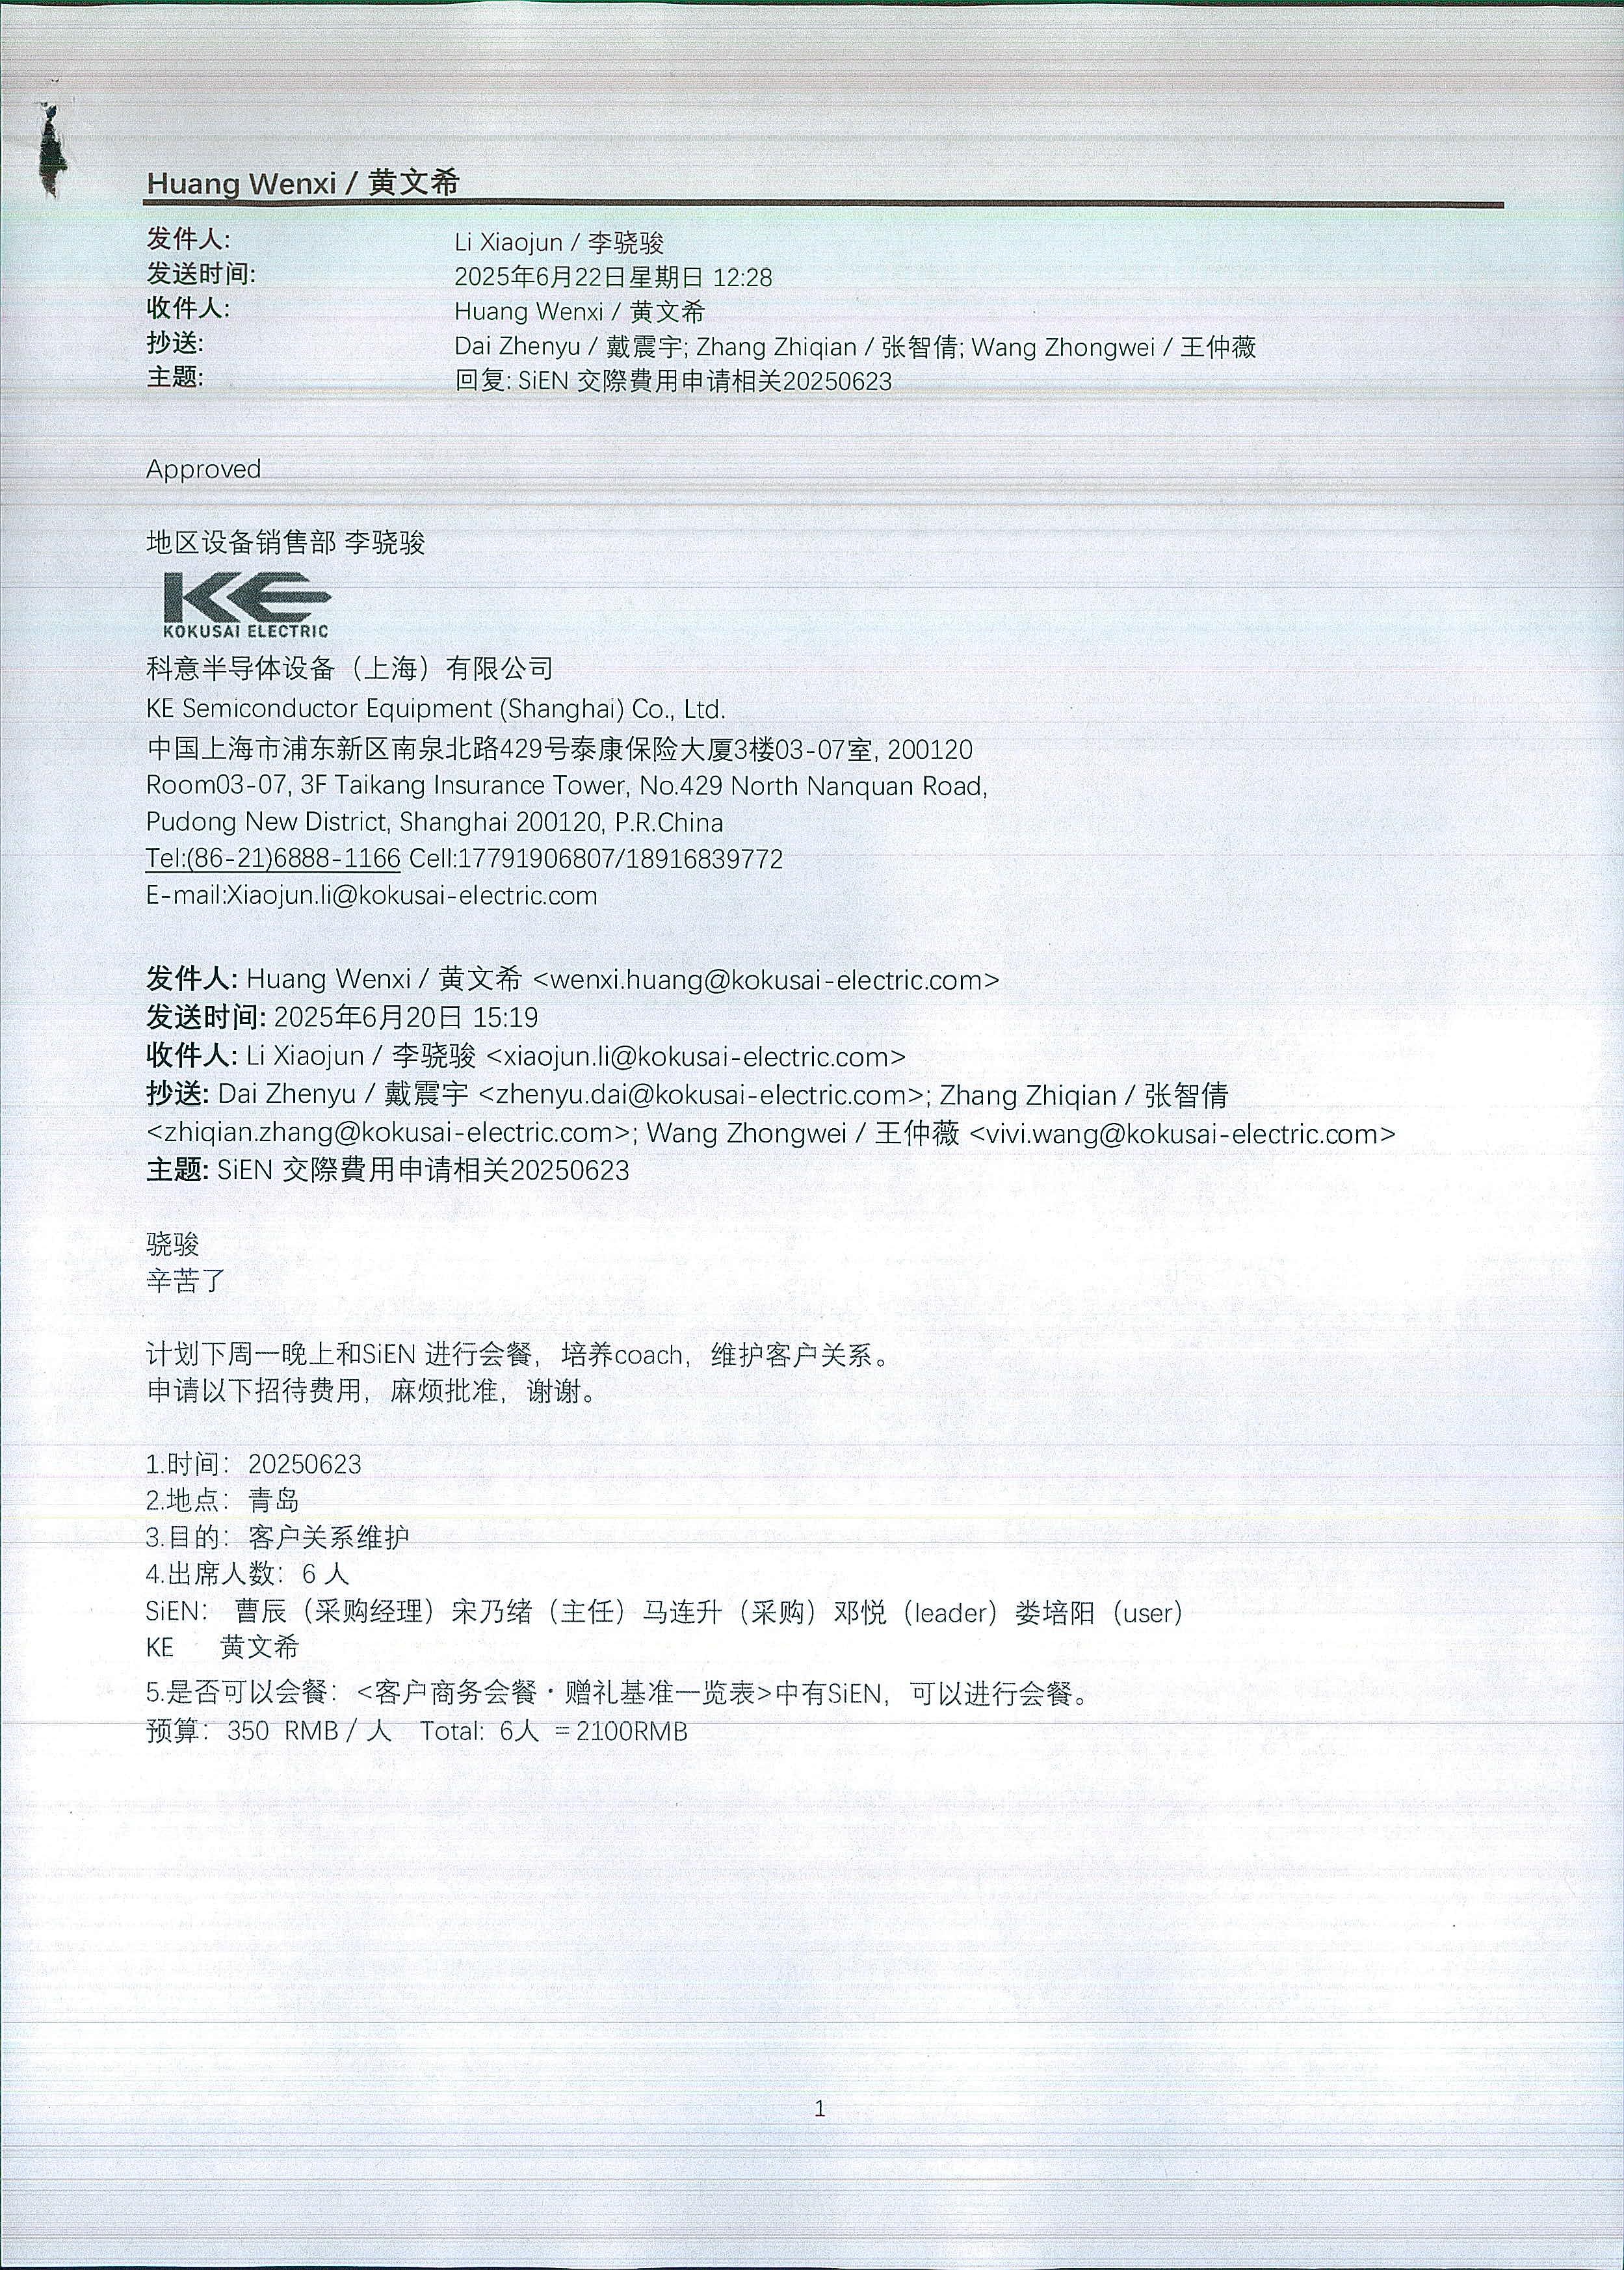 Huang Wenxi / 黄文希
发件人: Li Xiaojun / 李骁骏
发送时间: 2025年6月22日星期日 12:28
收件人: Huang Wenxi / 黄文希
抄送: Dai Zhenyu / 戴震宇; Zhang Zhiqian / 张智倩; Wang Zhongwei / 王仲薇
主题: 回复: SiEN 交際費用申请相关20250623
Approved
地区设备销售部 李骁骏
KE
KOKUSAI ELECTRIC
科意半导体设备（上海）有限公司
KE Semiconductor Equipment (Shanghai) Co., Ltd.
中国上海市浦东新区南泉北路429号泰康保险大厦3楼03-07室, 200120
Room03-07, 3F Taikang Insurance Tower, No.429 North Nanquan Road,
Pudong New District, Shanghai 200120, P.R.China
Tel:(86-21)6888-1166 Cell:17791906807/18916839772
E-mail:Xiaojun.li@kokusai-electric.com
发件人: Huang Wenxi / 黄文希 <wenxi.huang@kokusai-electric.com>
发送时间: 2025年6月20日 15:19
收件人: Li Xiaojun / 李骁骏 <xiaojun.li@kokusai-electric.com>
抄送: Dai Zhenyu / 戴震宇 <zhenyu.dai@kokusai-electric.com>; Zhang Zhiqian / 张智倩
<zhiqian.zhang@kokusai-electric.com>; Wang Zhongwei / 王仲薇 <vivi.wang@kokusai-electric.com>
主题: SiEN 交際費用申请相关20250623
骁骏
辛苦了
计划下周一晚上和SiEN 进行会餐，培养coach，维护客户关系。
申请以下招待费用，麻烦批准，谢谢。
1.时间：20250623
2.地点：青岛
3.目的：客户关系维护
4.出席人数：6 人
SiEN： 曹辰（采购经理）宋乃绪（主任）马连升（采购）邓悦（leader）娄培阳（user）
KE 黄文希
5.是否可以会餐：<客户商务会餐・赠礼基准一览表>中有SiEN，可以进行会餐。
预算：350 RMB / 人 Total: 6人 = 2100RMB
1